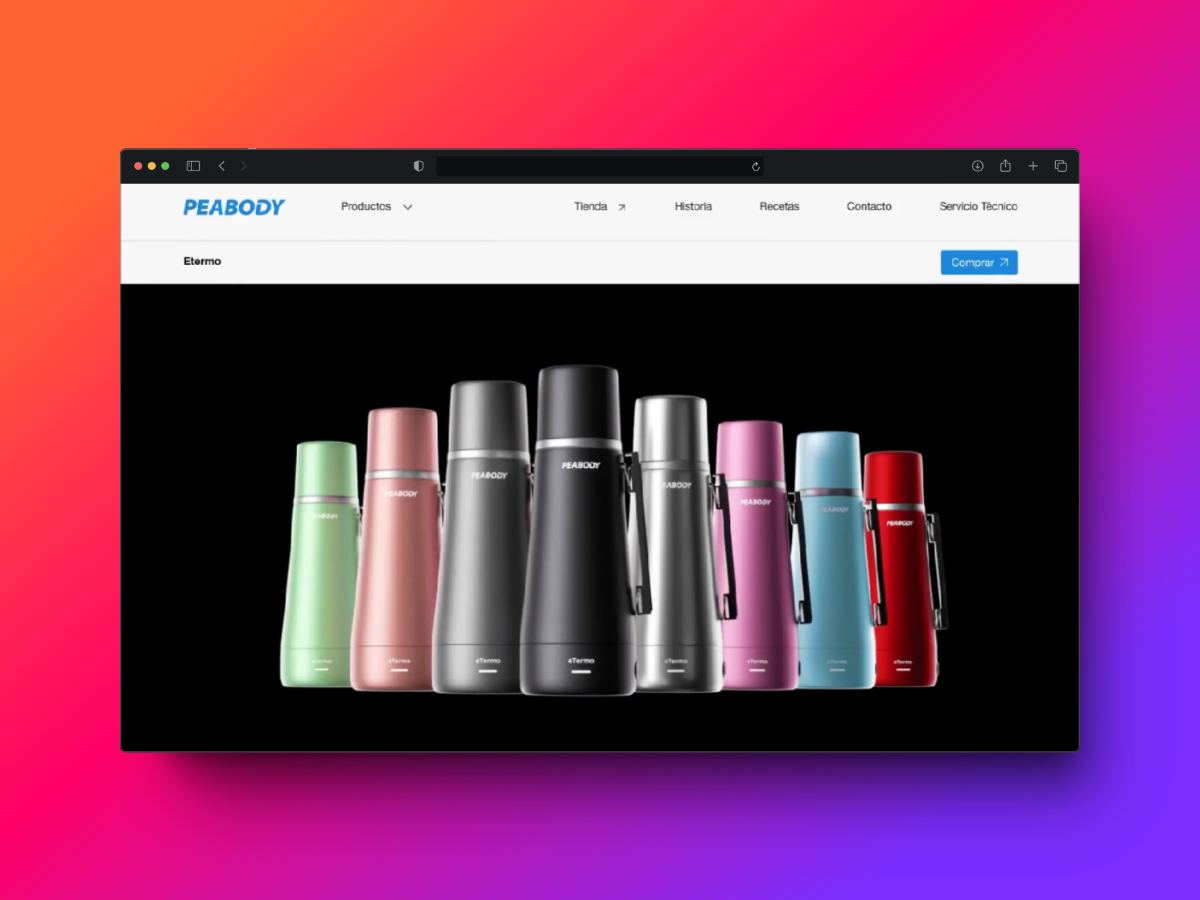 PEABODY
Productos
Tienda
Historia
Recetas
Contacto
Servicio Técnico
Etermo
Comprar
PEABODY
PEABODY
PEABODY
PEABODY
PEABODY
PEABODY
PEABODY
PEABODY
eTermo
eTermo
eTermo
eTermo
eTermo
eTermo
eTermo
eTermo